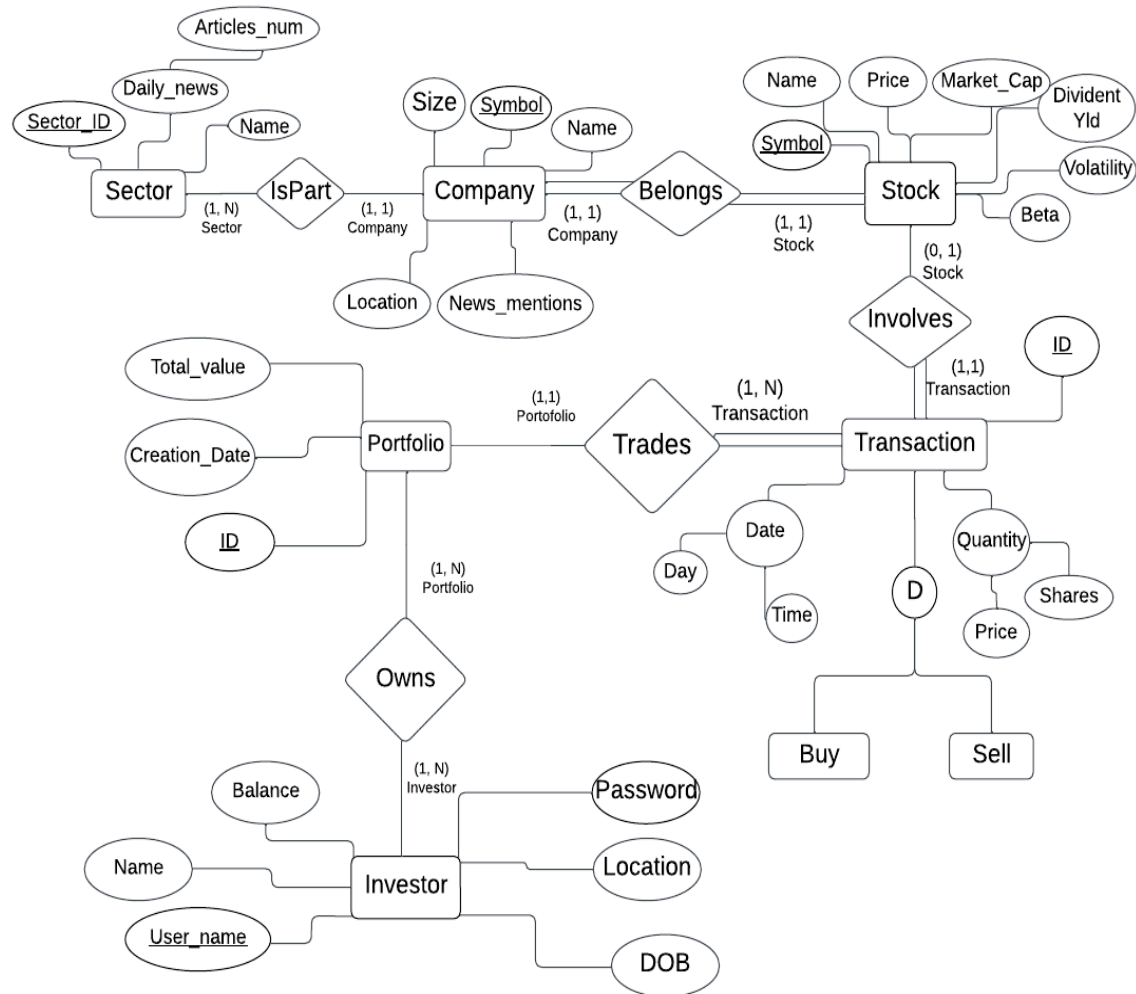 Articles_num
Daily_news
Sector_ID
Name
Sector
IsPart
(1, N)
Sector
(1, 1)
Company
Size
Symbol
Name
Company
Location
News_mentions
(1, 1)
Company
Belongs
(1, 1)
Stock
Name
Price
Market_Cap
Divident
Yld
Symbol
Volatility
Beta
Stock
(0, 1)
Stock
Involves
(1,1)
Transaction
ID
Total_value
Creation_Date
ID
Portfolio
(1,1)
Portofolio
Trades
(1, N)
Transaction
Transaction
Date
Day
Time
Quantity
Shares
Price
D
Buy
Sell
(1, N)
Portfolio
Owns
(1, N)
Investor
Balance
Name
User_name
Investor
Password
Location
DOB